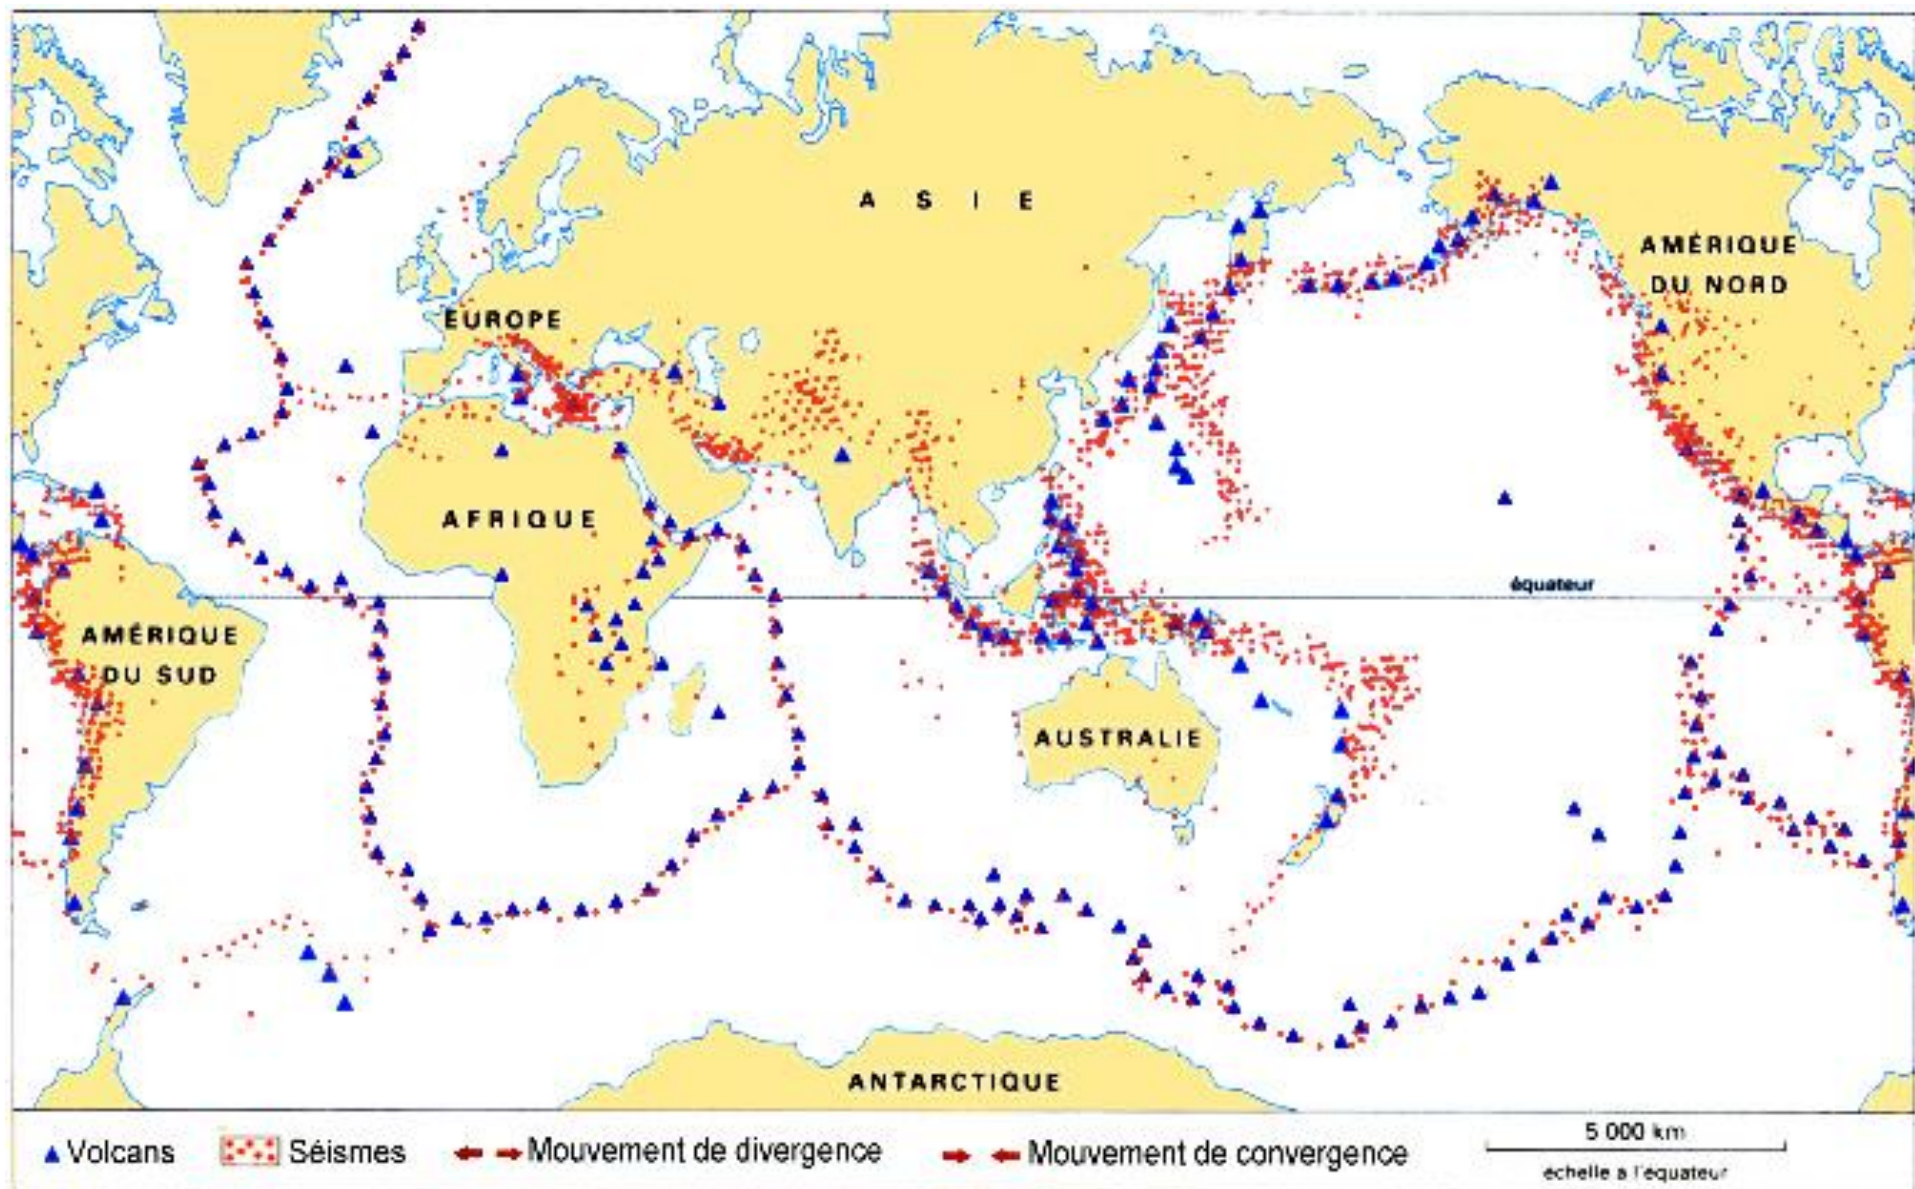 ASIE
AMÉRIQUE
DU NORD
EUROPE
AFRIQUE
équateur
AMÉRIQUE
DU SUD
AUSTRALIE
ANTARCTIQUE
Volcans
Séismes
Mouvement de divergence
Mouvement de convergence
5 000 km
échelle à l'équateur